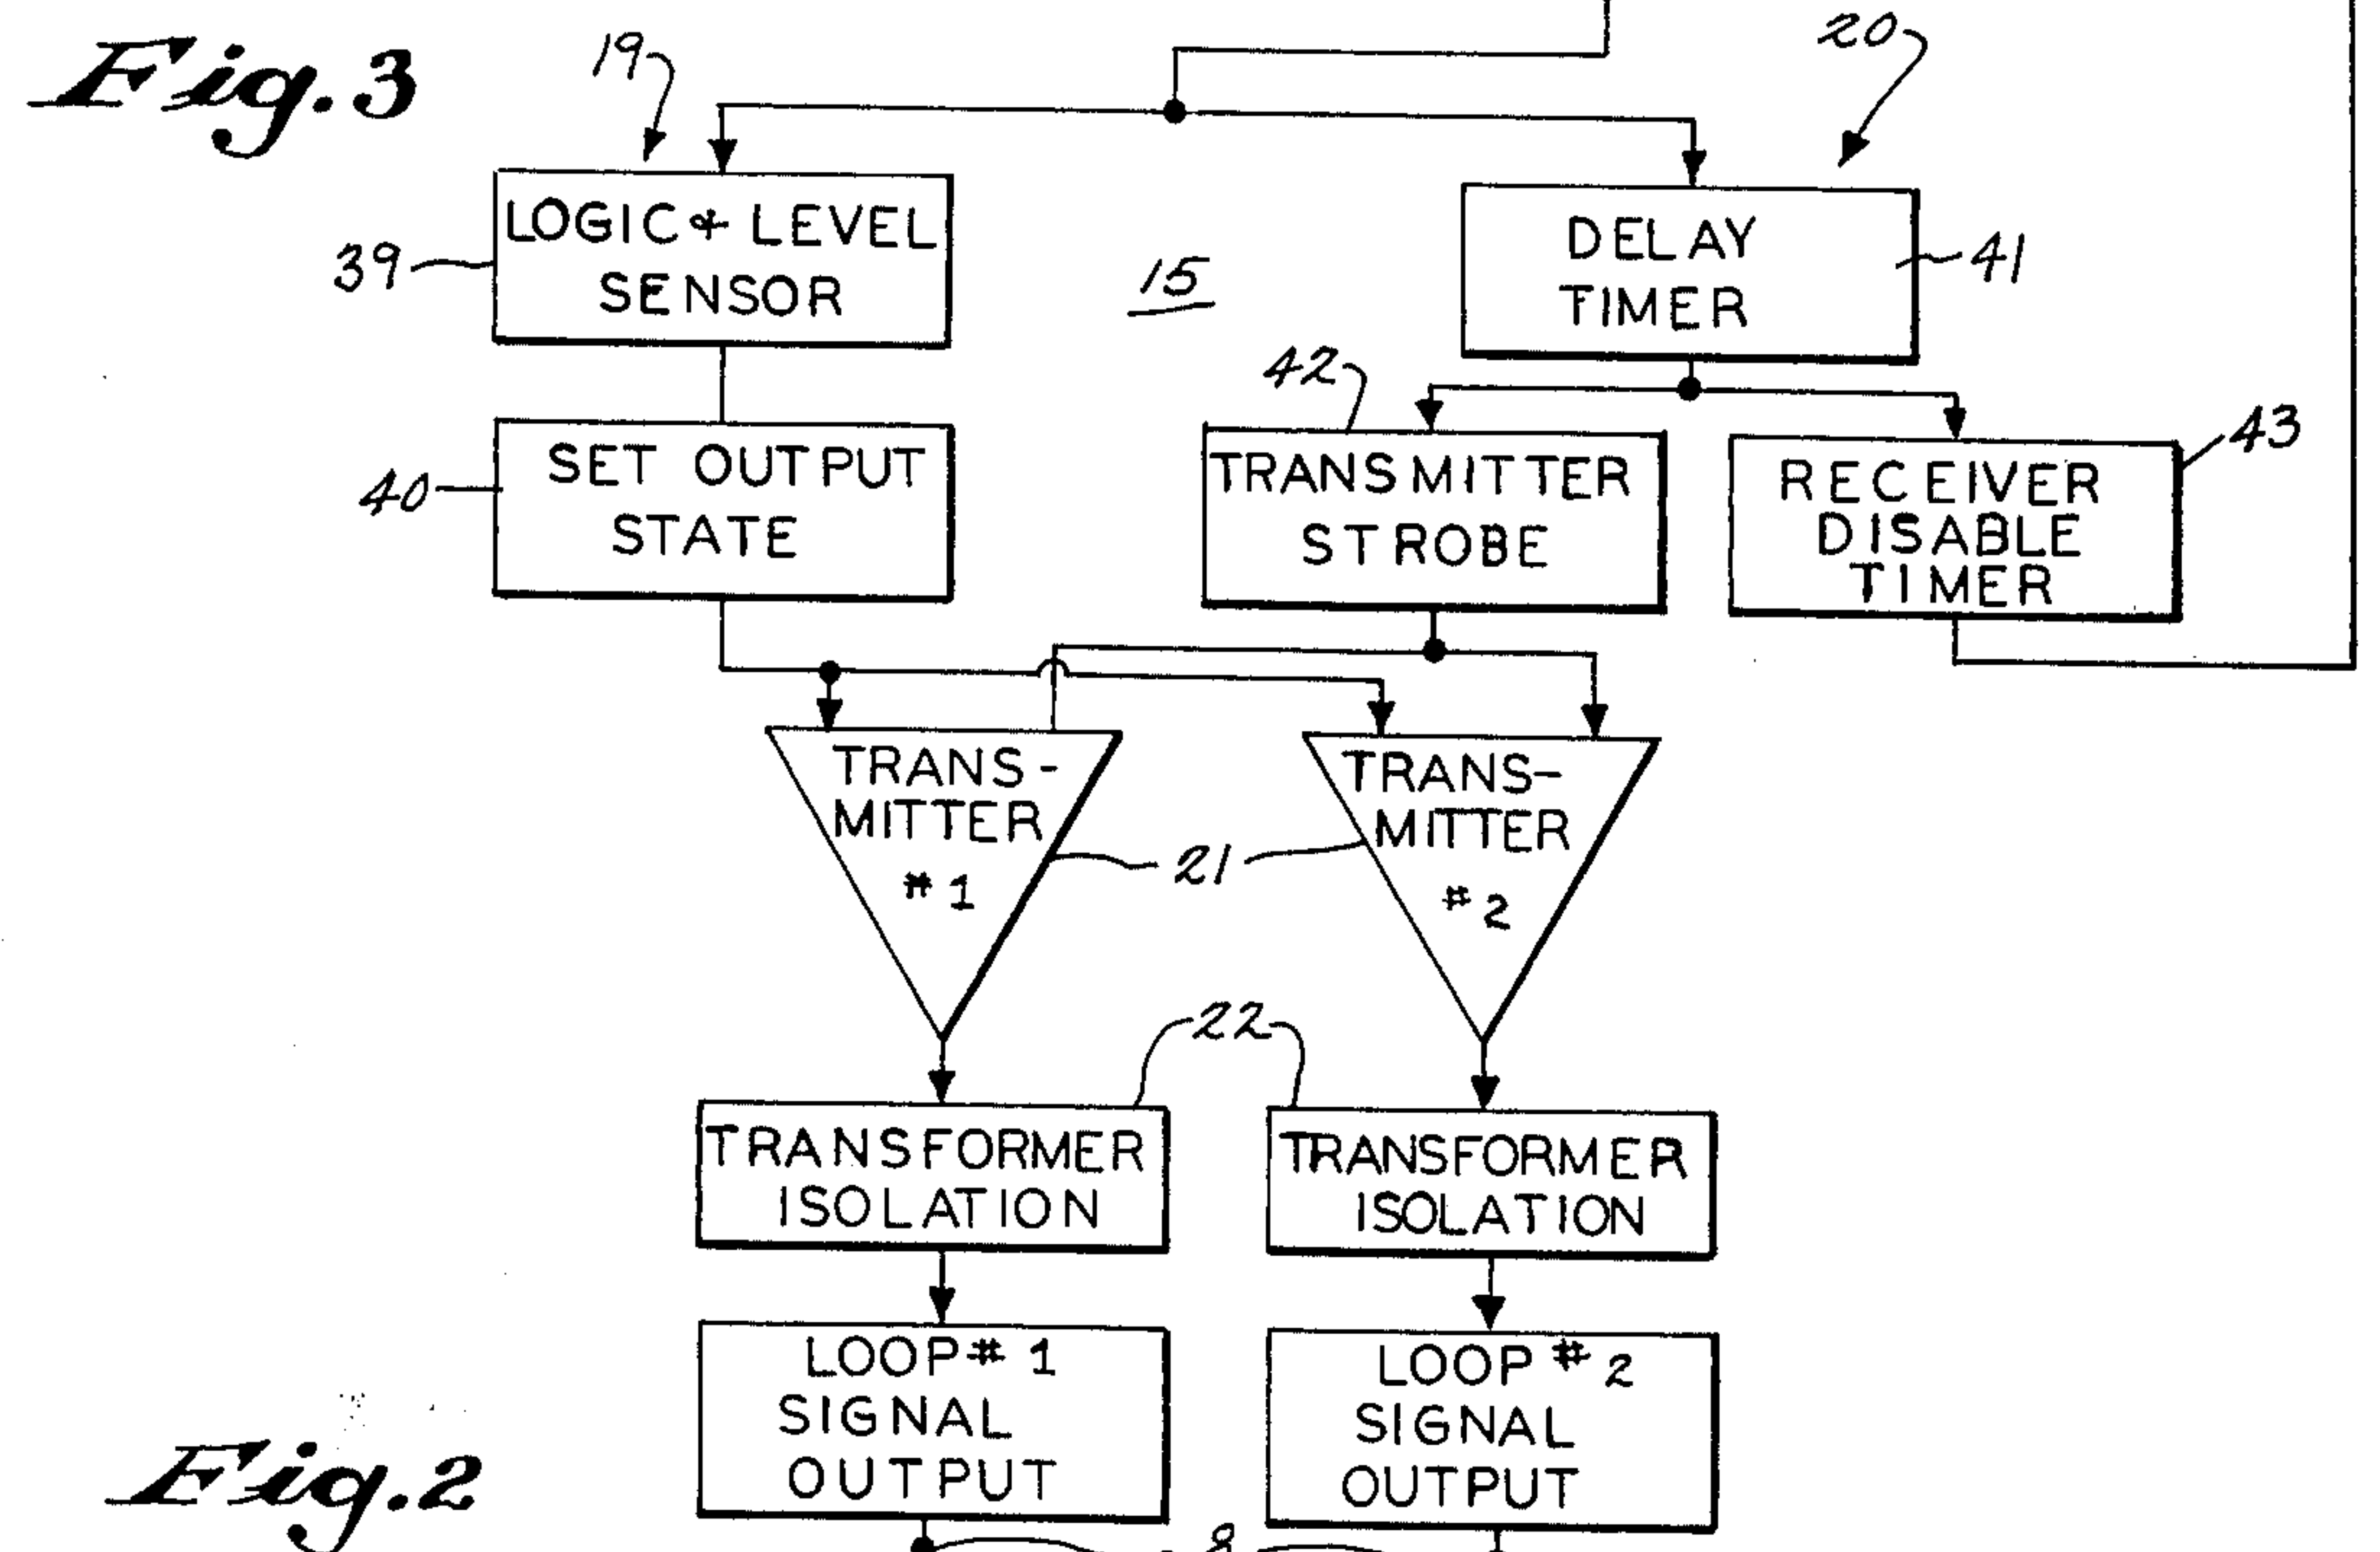 Fig. 3
19
20
LOGIC & LEVEL
SENSOR
39
15
DELAY
TIMER
41
42
43
SET OUTPUT
STATE
40
TRANSMITTER
STROBE
RECEIVER
DISABLE
TIMER
TRANS-
MITTER
# 1
21
TRANS-
MITTER
# 2
22
TRANSFORMER
ISOLATION
TRANSFORMER
ISOLATION
LOOP # 1
SIGNAL
OUTPUT
LOOP # 2
SIGNAL
OUTPUT
Fig. 2
8